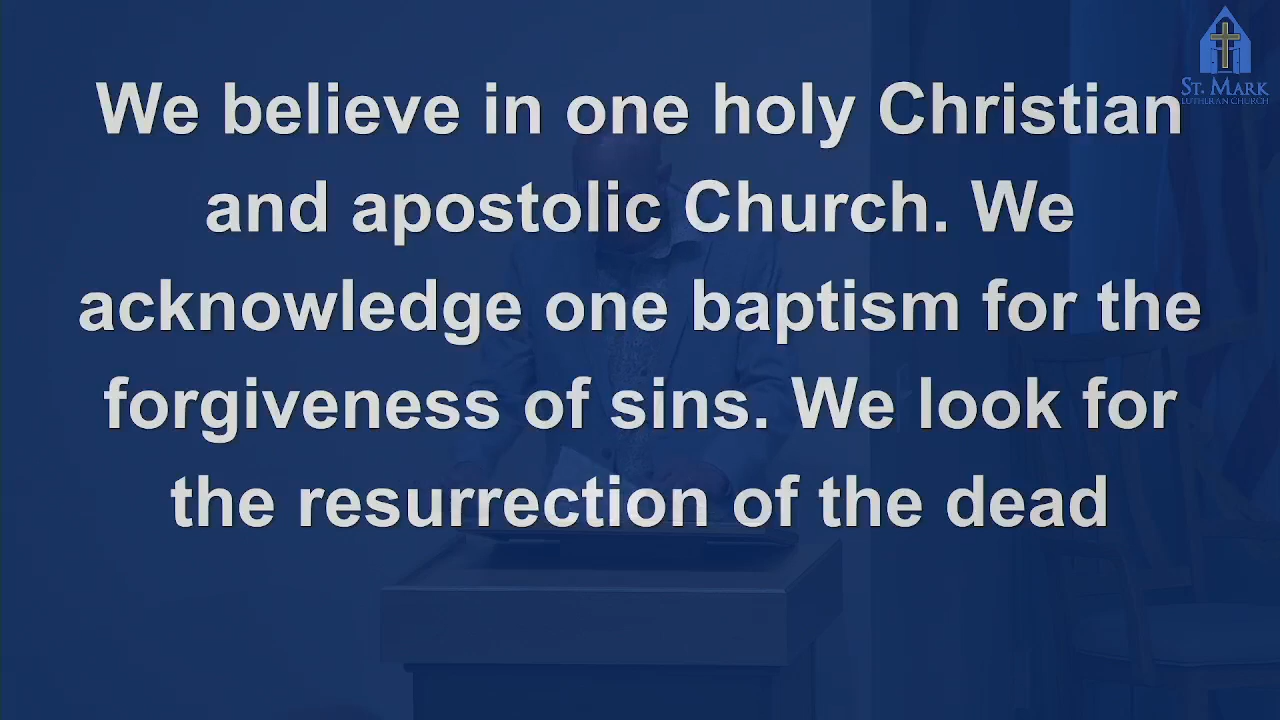 We believe in one holy Christian
and apostolic Church. We
acknowledge one baptism for the
forgiveness of sins. We look for
the resurrection of the dead
ST. MARK
LUTHERAN CHURCH